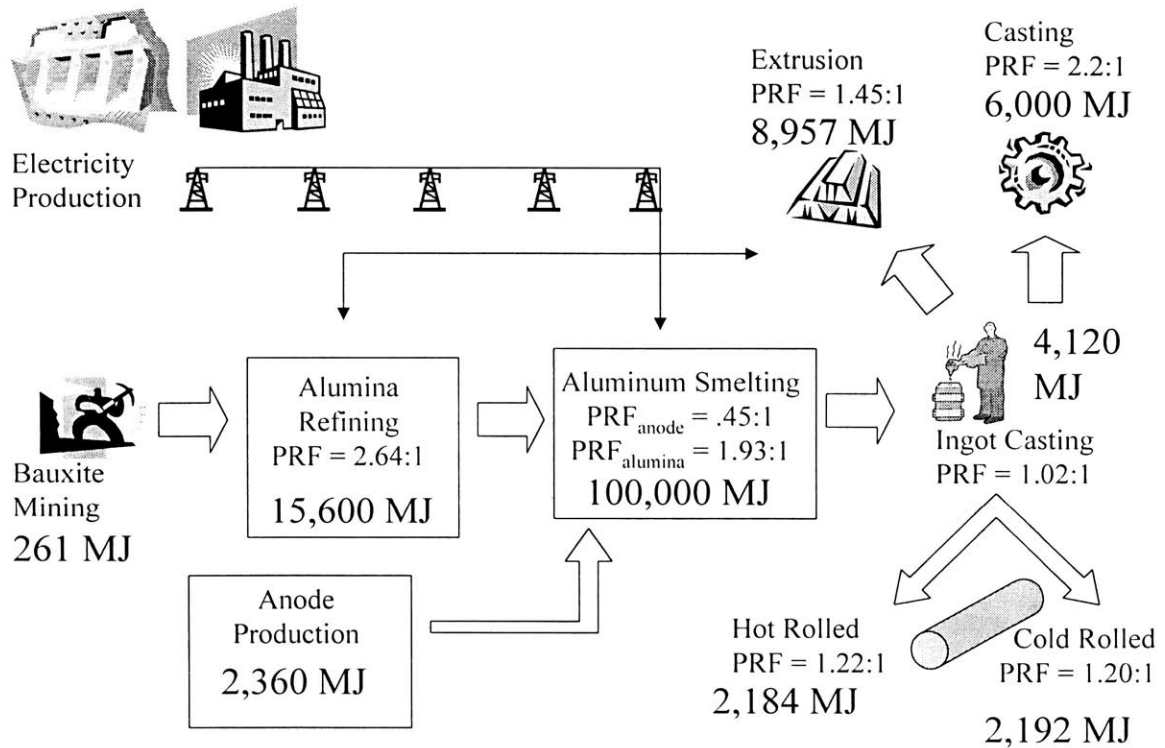 Electricity
Production
Extrusion
PRF = 1.45:1
8,957 MJ
Casting
PRF = 2.2:1
6,000 MJ
Bauxite
Mining
261 MJ
Alumina
Refining
PRF = 2.64:1
15,600 MJ
Aluminum Smelting
PRFanode = .45:1
PRFalumina = 1.93:1
100,000 MJ
4,120
MJ
Ingot Casting
PRF = 1.02:1
Anode
Production
2,360 MJ
Hot Rolled
PRF = 1.22:1
2,184 MJ
Cold Rolled
PRF = 1.20:1
2,192 MJ